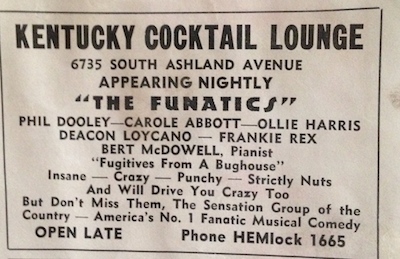 KENTUCKY COCKTAIL LOUNGE
6735 SOUTH ASHLAND AVENUE
APPEARING NIGHTLY
"THE FUNATICS"
PHIL DOOLEY—CAROLE ABBOTT—OLLIE HARRIS
DEACON LOYCANO — FRANKIE REX
BERT McDOWELL, Pianist
"Fugitives From A Bughouse"
Insane — Crazy — Punchy — Strictly Nuts
And Will Drive You Crazy Too
But Don't Miss Them, The Sensation Group of the
Country — America's No. 1 Fanatic Musical Comedy
OPEN LATE Phone HEMlock 1665